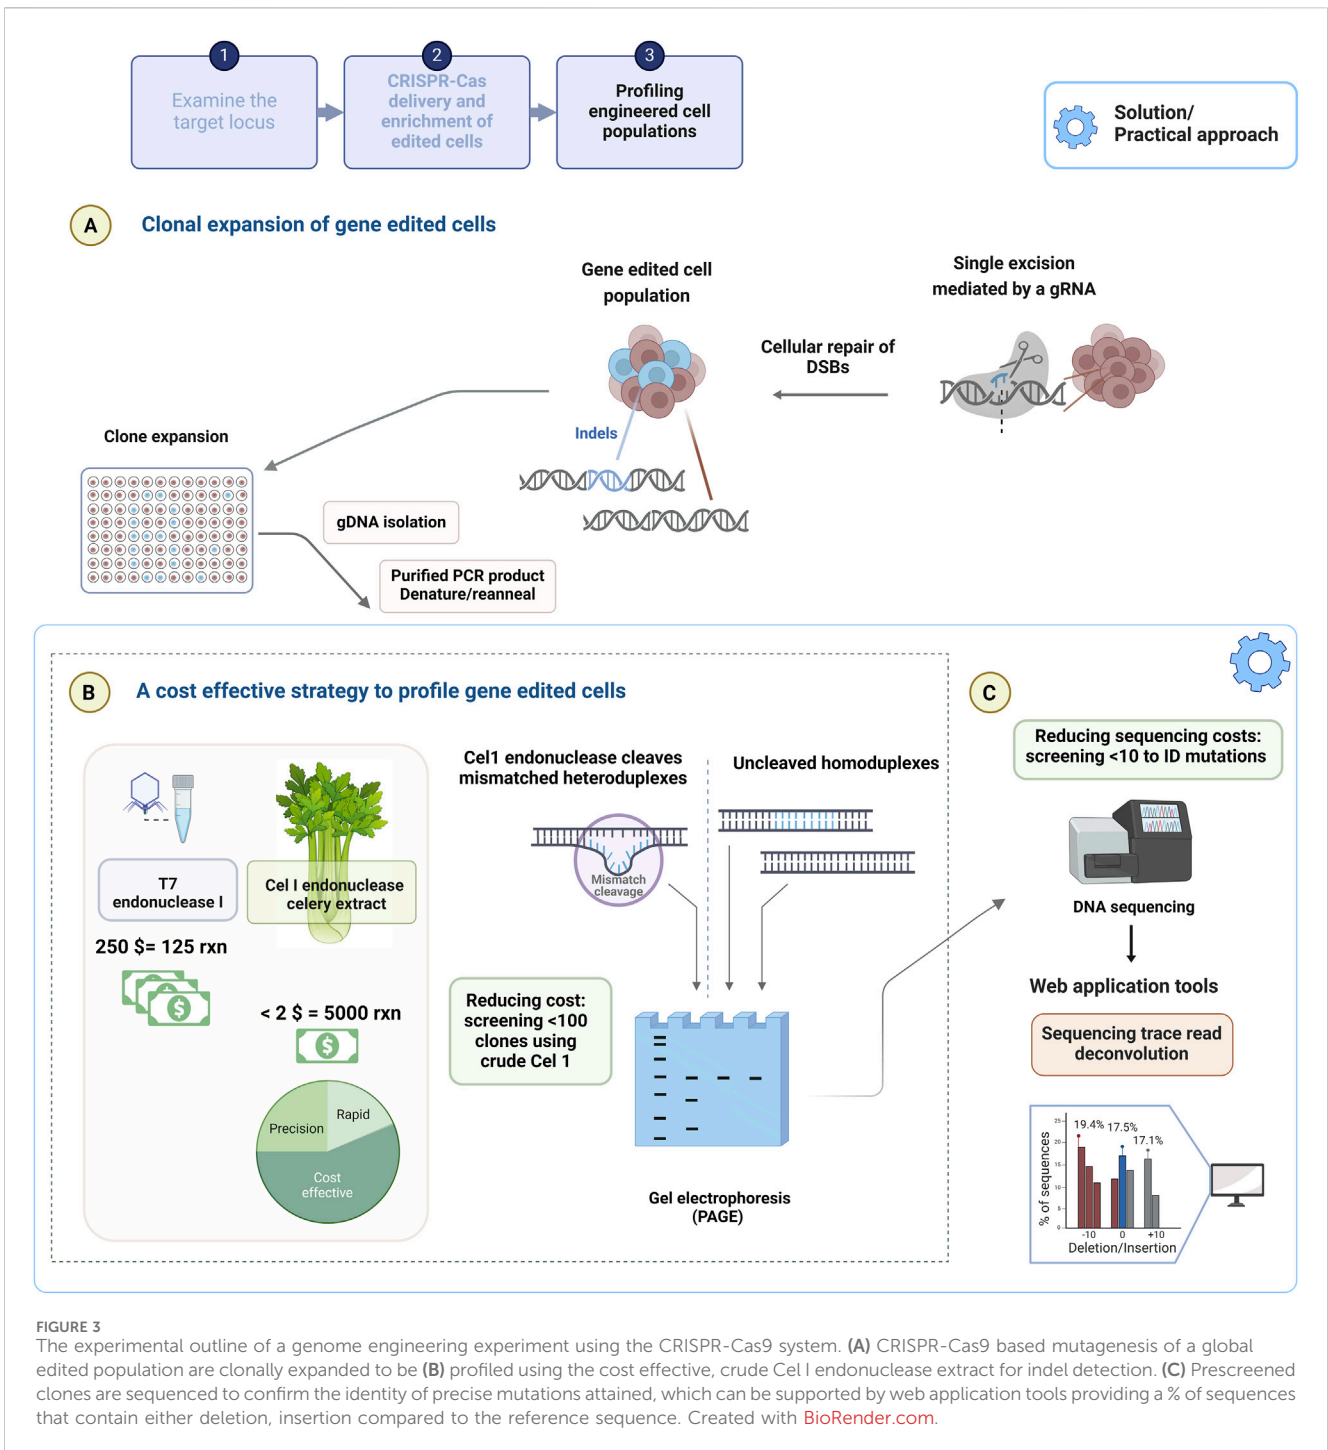 1
Examine the
target locus
2
CRISPR-Cas
delivery and
enrichment of
edited cells
3
Profiling
engineered cell
populations
Solution/
Practical approach
A
Clonal expansion of gene edited cells
Single excision
mediated by a gRNA
Cellular repair of
DSBs
Gene edited cell
population
Indels
Clone expansion
gDNA isolation
Purified PCR product
Denature/reanneal
B
A cost effective strategy to profile gene edited cells
T7
endonuclease I
250 $= 125 rxn
$
Cel I endonuclease
celery extract
< 2 $ = 5000 rxn
$
Precision
Rapid
Cost
effective
Cel1 endonuclease cleaves
mismatched heteroduplexes
Uncleaved homoduplexes
Mismatch
cleavage
Reducing cost:
screening <100
clones using
crude Cel 1
Gel electrophoresis
(PAGE)
C
Reducing sequencing costs:
screening <10 to ID mutations
DNA sequencing
Web application tools
Sequencing trace read
deconvolution
% of sequences
25
20
15
10
5
0
19.4%
17.5%
17.1%
-10
0
+10
Deletion/Insertion
FIGURE 3
The experimental outline of a genome engineering experiment using the CRISPR-Cas9 system. (A) CRISPR-Cas9 based mutagenesis of a global
edited population are clonally expanded to be (B) profiled using the cost effective, crude Cel I endonuclease extract for indel detection. (C) Prescreened
clones are sequenced to confirm the identity of precise mutations attained, which can be supported by web application tools providing a % of sequences
that contain either deletion, insertion compared to the reference sequence. Created with BioRender.com.